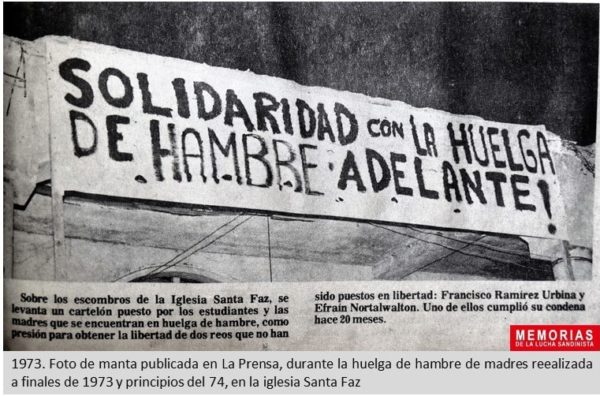 SOLIDARIDAD con LA HUELGA
DE HAMBRE ADELANTE!
Sobre los escombros de la Iglesia Santa Faz, se
levanta un cartelón puesto por los estudiantes y las
madres que se encuentran en huelga de hambre, como
presión para obtener la libertad de dos reos que no han
sido puestos en libertad: Francisco Ramírez Urbina y
Efraín Nortalwalton. Uno de ellos cumplió su condena
hace 20 meses.
MEMORIAS
DE LA LUCHA SANDINISTA
1973. Foto de manta publicada en La Prensa, durante la huelga de hambre de madres reealizada
a finales de 1973 y principios del 74, en la iglesia Santa Faz